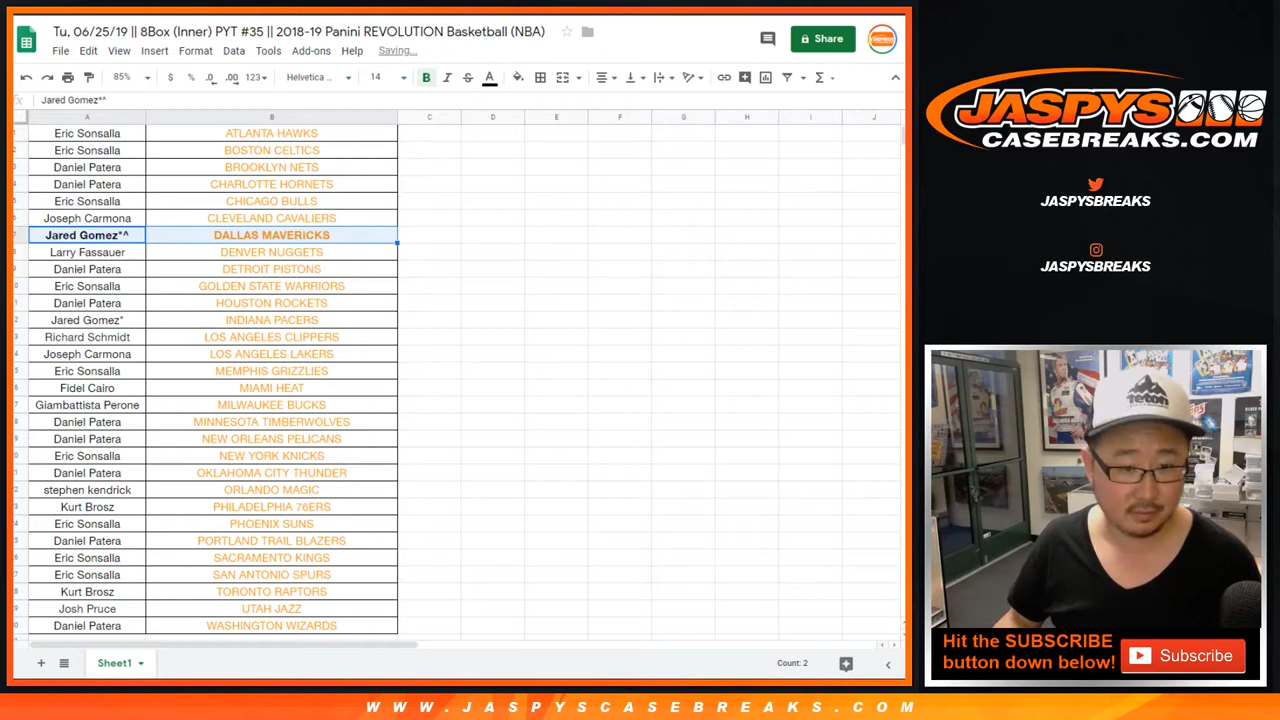 Tu, 06/25/19 || 8Box (Inner) PYT #35 || 2018-19 Panini REVOLUTION Basketball (NBA)
File Edit View Insert Format Data Tools Add-ons Help Saving...
Share
85% $ % .0 .00 123 Helvetica ... 14 B I S A
Jared Gomez*^
A B C D E F G H I J
Eric Sonsalla ATLANTA HAWKS
Eric Sonsalla BOSTON CELTICS
Daniel Patera BROOKLYN NETS
Daniel Patera CHARLOTTE HORNETS
Eric Sonsalla CHICAGO BULLS
Joseph Carmona CLEVELAND CAVALIERS
Jared Gomez*^ DALLAS MAVERICKS
Larry Fassauer DENVER NUGGETS
Daniel Patera DETROIT PISTONS
Eric Sonsalla GOLDEN STATE WARRIORS
Daniel Patera HOUSTON ROCKETS
Jared Gomez* INDIANA PACERS
Richard Schmidt LOS ANGELES CLIPPERS
Joseph Carmona LOS ANGELES LAKERS
Eric Sonsalla MEMPHIS GRIZZLIES
Fidel Cairo MIAMI HEAT
Giambattista Perone MILWAUKEE BUCKS
Daniel Patera MINNESOTA TIMBERWOLVES
Daniel Patera NEW ORLEANS PELICANS
Eric Sonsalla NEW YORK KNICKS
Daniel Patera OKLAHOMA CITY THUNDER
stephen kendrick ORLANDO MAGIC
Kurt Brosz PHILADELPHIA 76ERS
Eric Sonsalla PHOENIX SUNS
Daniel Patera PORTLAND TRAIL BLAZERS
Eric Sonsalla SACRAMENTO KINGS
Eric Sonsalla SAN ANTONIO SPURS
Kurt Brosz TORONTO RAPTORS
Josh Pruce UTAH JAZZ
Daniel Patera WASHINGTON WIZARDS
Sheet1
Count: 2
JASPYS
CASEBREAKS.COM
JASPYSBREAKS
JASPYSBREAKS
TETON
Hit the SUBSCRIBE
button down below!
Subscribe
WWW.JASPYSCASEBREAKS.COM